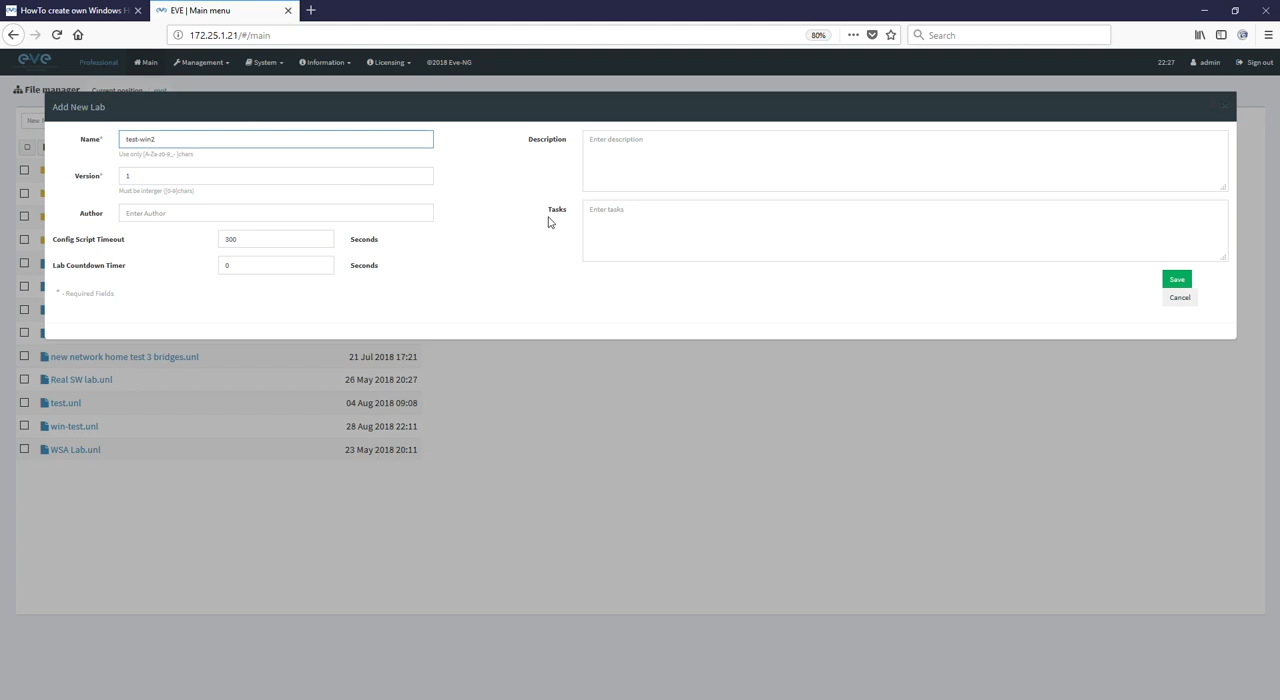 HowTo create own Windows H
EVE | Main menu
172.25.1.21/#/main
80%
Search
eve
Professional
Main
Management
System
Information
Licensing
©2018 Eve-NG
22:27
admin
Sign out
File manager
Current position
root
New
Add New Lab
Name*
test-win2
Use only [A-Za-z0-9_- ]chars
Version*
1
Must be interger ([0-9]chars)
Author
Enter Author
Config Script Timeout
300
Seconds
Lab Countdown Timer
0
Seconds
* - Required Fields
Description
Enter description
Tasks
Enter tasks
Save
Cancel
new network home test 3 bridges.unl
21 Jul 2018 17:21
Real SW lab.unl
26 May 2018 20:27
test.unl
04 Aug 2018 09:08
win-test.unl
28 Aug 2018 22:11
WSA Lab.unl
23 May 2018 20:11